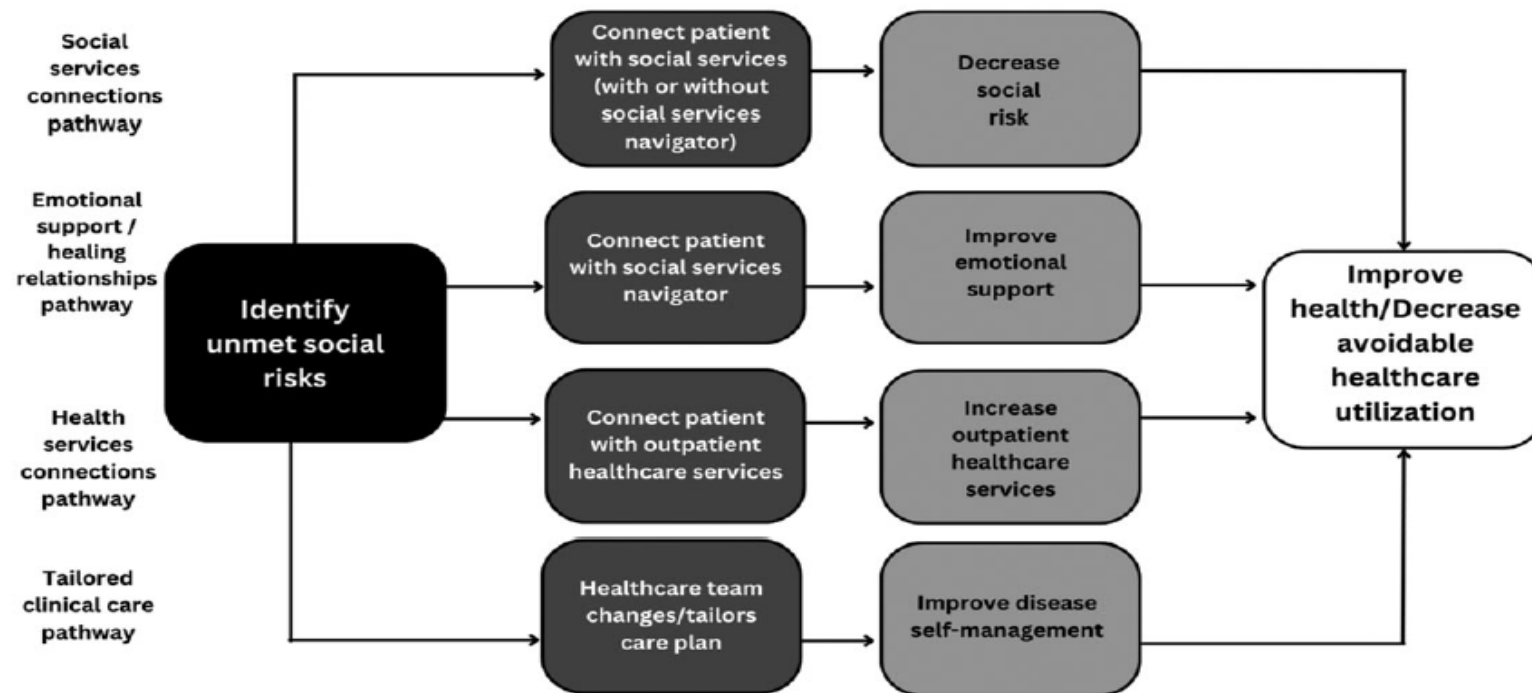 Social
services
connections
pathway
Connect patient
with social services
(with or without
social services
navigator)
Decrease
social
risk
Emotional
support /
healing
relationships
pathway
Connect patient
with social services
navigator
Improve
emotional
support
Identify
unmet social
risks
Improve
health/Decrease
avoidable
healthcare
utilization
Health
services
connections
pathway
Connect patient
with outpatient
healthcare services
Increase
outpatient
healthcare
services
Tailored
clinical care
pathway
Healthcare team
changes/tailors
care plan
Improve disease
self-management